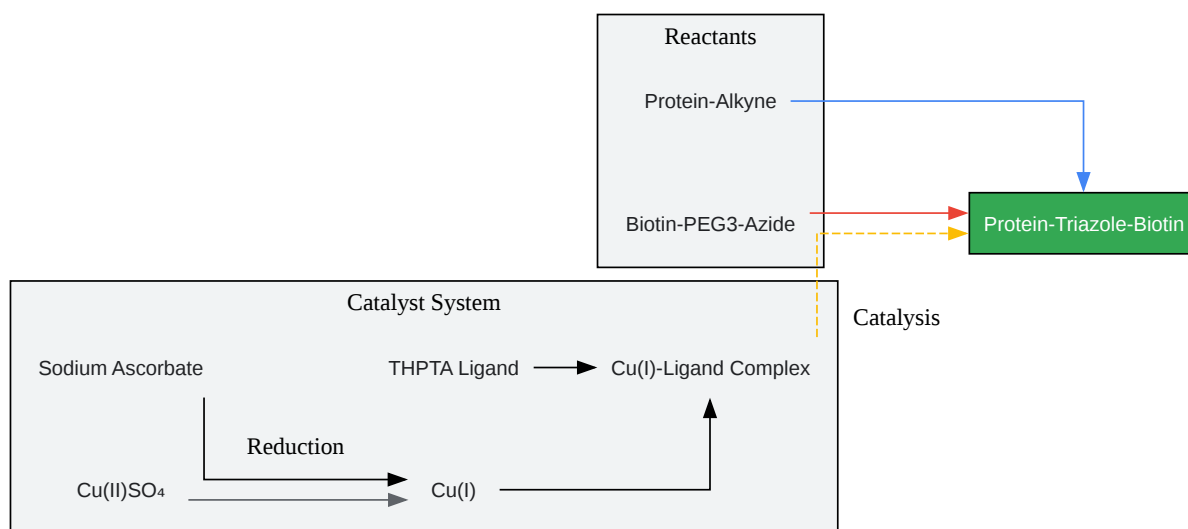 Reactants
Protein-Alkyne
Biotin-PEG3-Azide
Protein-Triazole-Biotin
Catalyst System
Catalysis
Sodium Ascorbate
THPTA Ligand
Cu(I)-Ligand Complex
Reduction
Cu(II)SO₄
Cu(I)